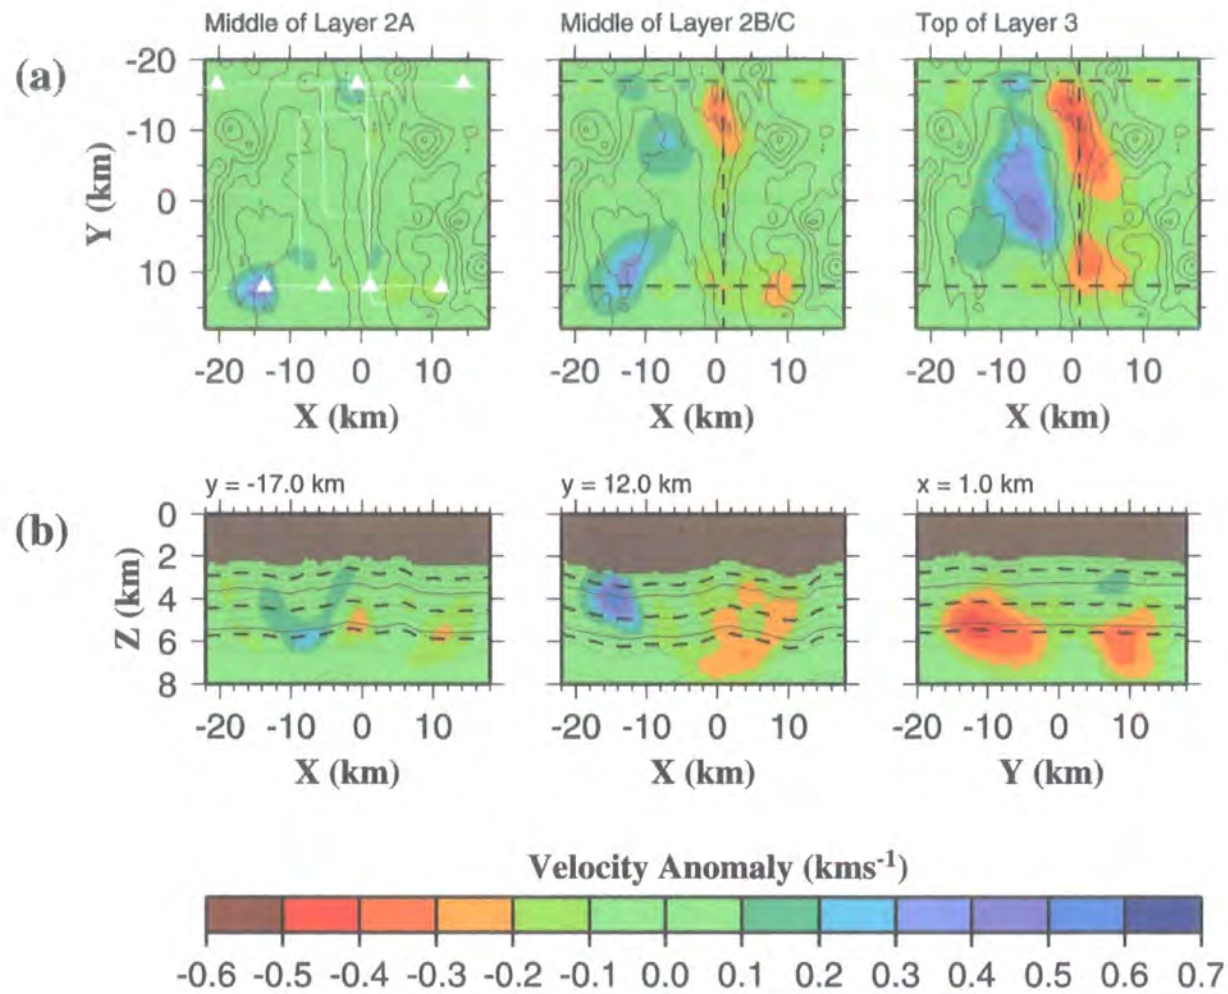 Middle of Layer 2A Middle of Layer 2B/C Top of Layer 3
(a)
-20
-10
0
10
Y (km)
-20 -10 0 10 -20 -10 0 10 -20 -10 0 10
X (km) X (km) X (km)
y = -17.0 km y = 12.0 km x = 1.0 km
(b)
0
2
4
6
8
Z (km)
-20 -10 0 10 -20 -10 0 10 -20 -10 0 10
X (km) X (km) Y (km)
Velocity Anomaly (kms-1)
-0.6 -0.5 -0.4 -0.3 -0.2 -0.1 0.0 0.1 0.2 0.3 0.4 0.5 0.6 0.7